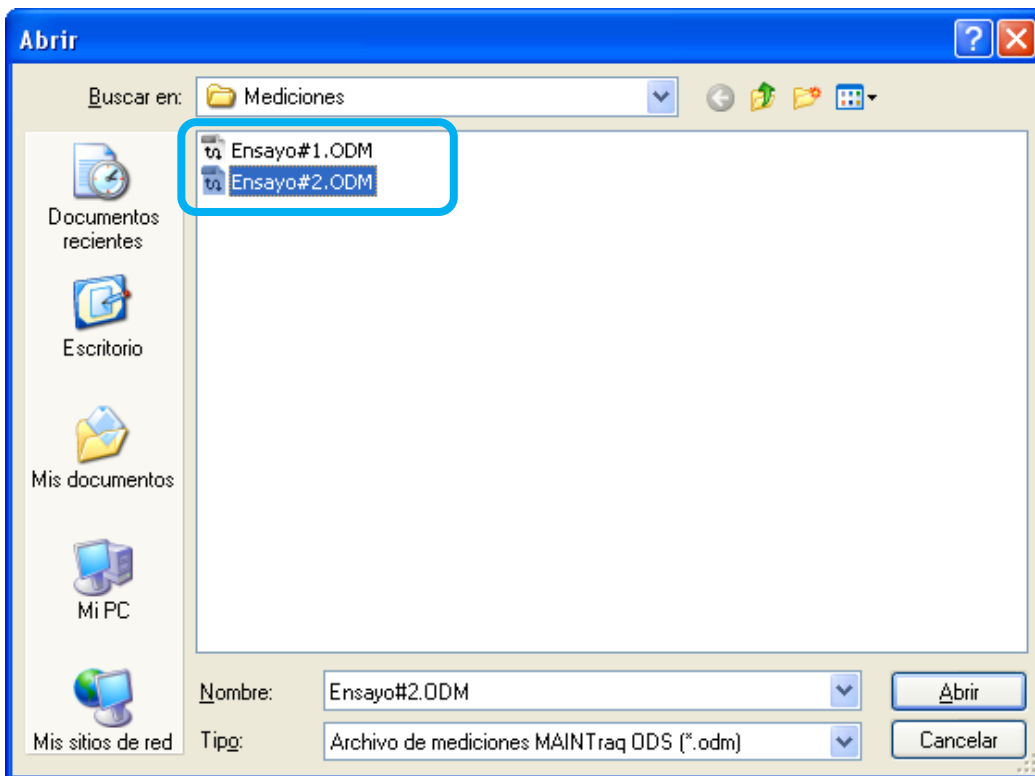 Abrir
Buscar en: Mediciones
Ensayo#1.ODM
Ensayo#2.ODM
Documentos
recientes
Escritorio
Mis documentos
Mi PC
Mis sitios de red
Nombre: Ensayo#2.ODM Abrir
Tipo: Archivo de mediciones MAINTraq ODS (*.odm) Cancelar